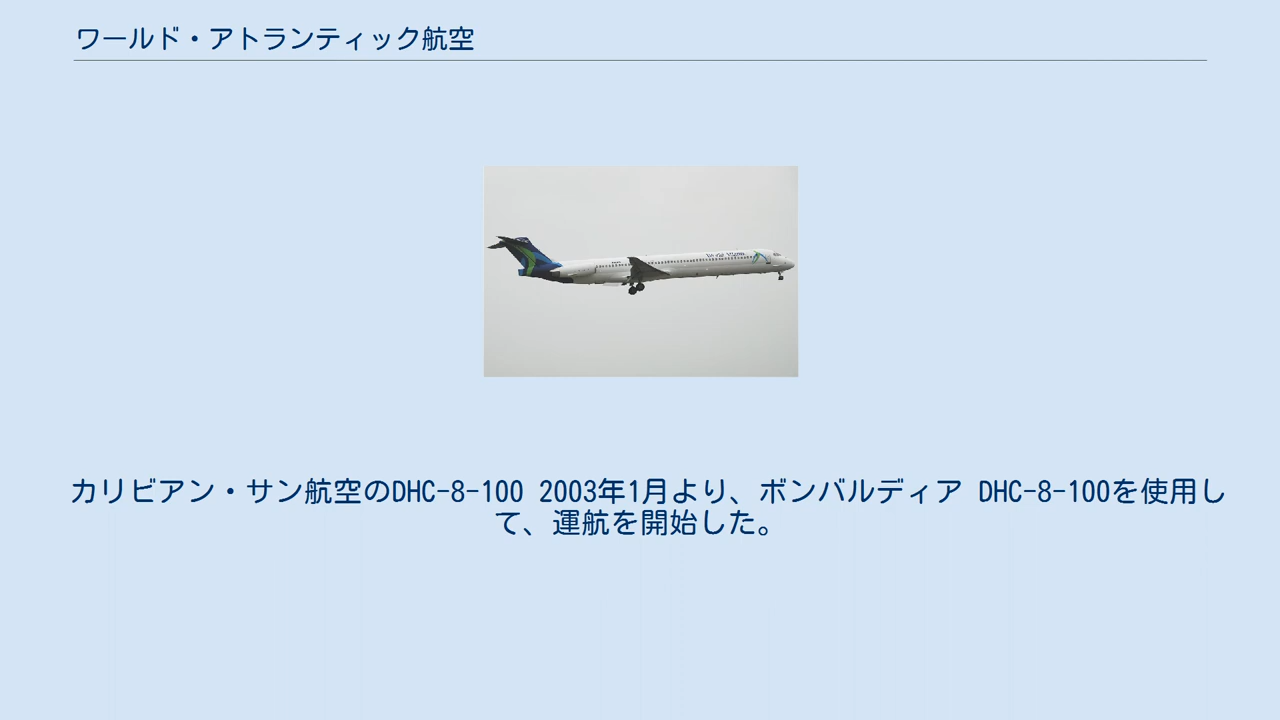 ワールド・アトランティック航空
カリビアン・サン航空のDHC-8-100 2003年1月より、ボンバルディア DHC-8-100を使用し
て、運航を開始した。